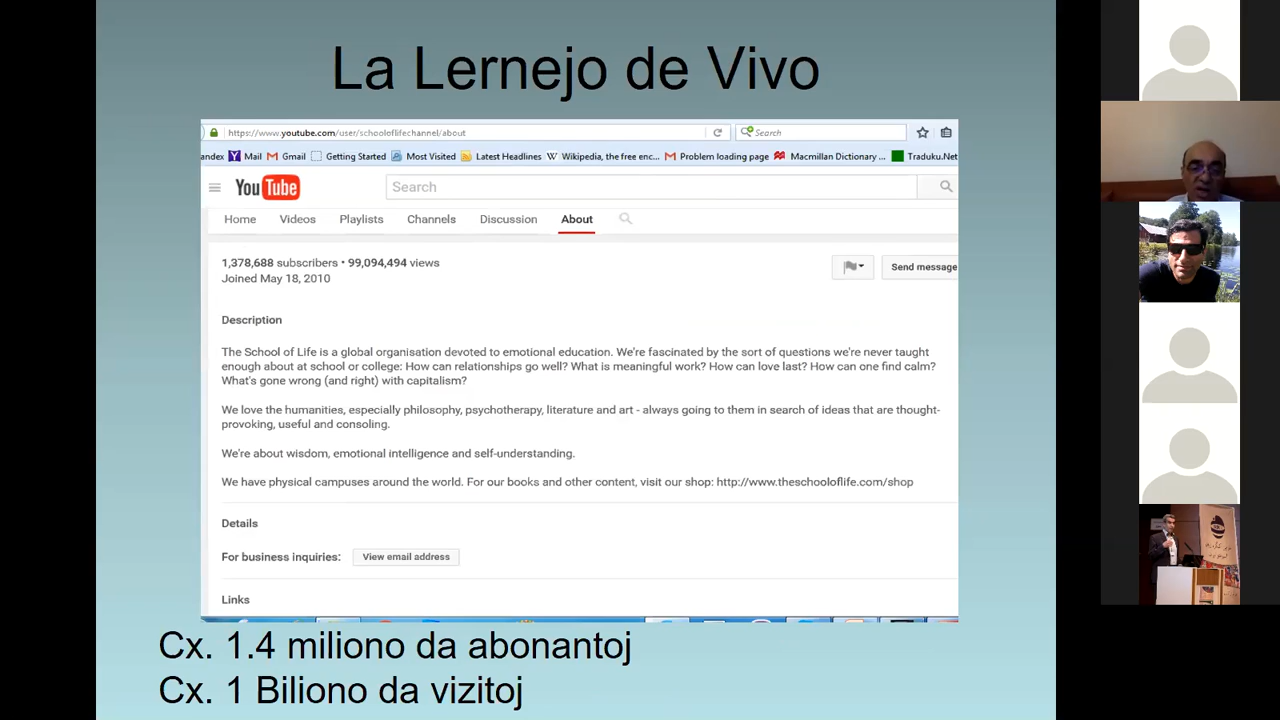 La Lernejo de Vivo
https://www.youtube.com/user/schooloflifechannel/about
Search
andex Mail Gmail Getting Started Most Visited Latest Headlines Wikipedia, the free enc... Problem loading page Macmillan Dictionary ... Traduku.Net
YouTube
Search
Home Videos Playlists Channels Discussion About
1,378,688 subscribers • 99,094,494 views
Send message
Joined May 18, 2010
Description
The School of Life is a global organisation devoted to emotional education. We're fascinated by the sort of questions we're never taught
enough about at school or college: How can relationships go well? What is meaningful work? How can love last? How can one find calm?
What's gone wrong (and right) with capitalism?
We love the humanities, especially philosophy, psychotherapy, literature and art - always going to them in search of ideas that are thought-
provoking, useful and consoling.
We're about wisdom, emotional intelligence and self-understanding.
We have physical campuses around the world. For our books and other content, visit our shop: http://www.theschooloflife.com/shop
Details
For business inquiries: View email address
Links
Cx. 1.4 miliono da abonantoj
Cx. 1 Biliono da vizitoj